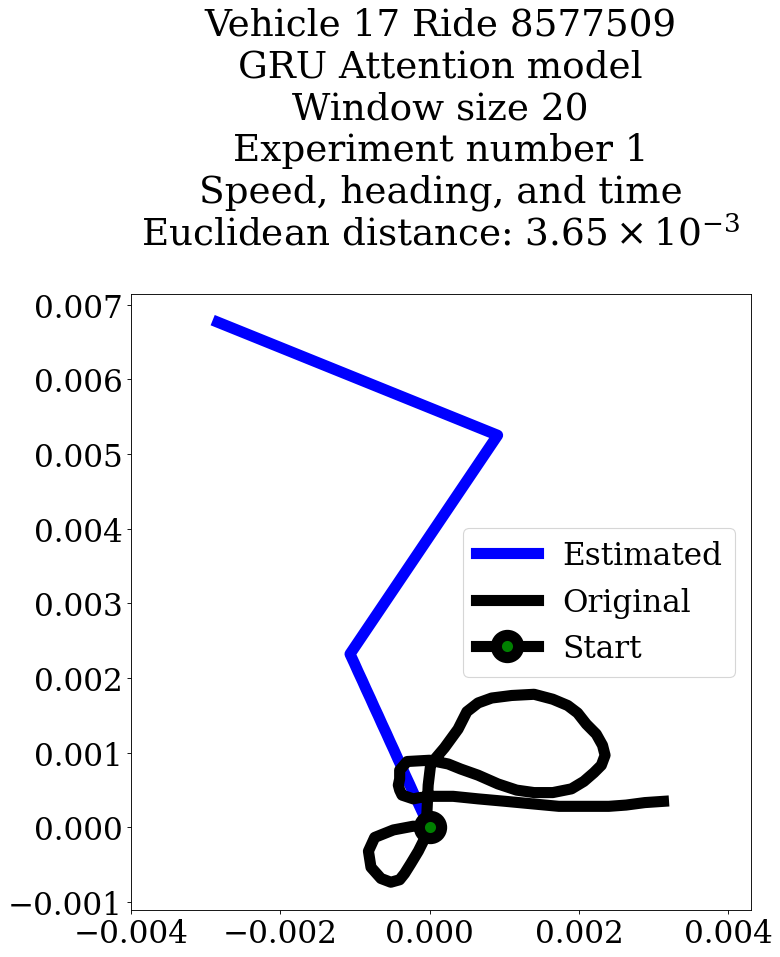 Vehicle 17 Ride 8577509
GRU Attention model
Window size 20
Experiment number 1
Speed, heading, and time
Euclidean distance: 3.65 × 10⁻³
0.007
0.006
0.005
0.004
0.003
0.002
0.001
0.000
−0.001
Estimated
Original
Start
−0.004 −0.002 0.000 0.002 0.004